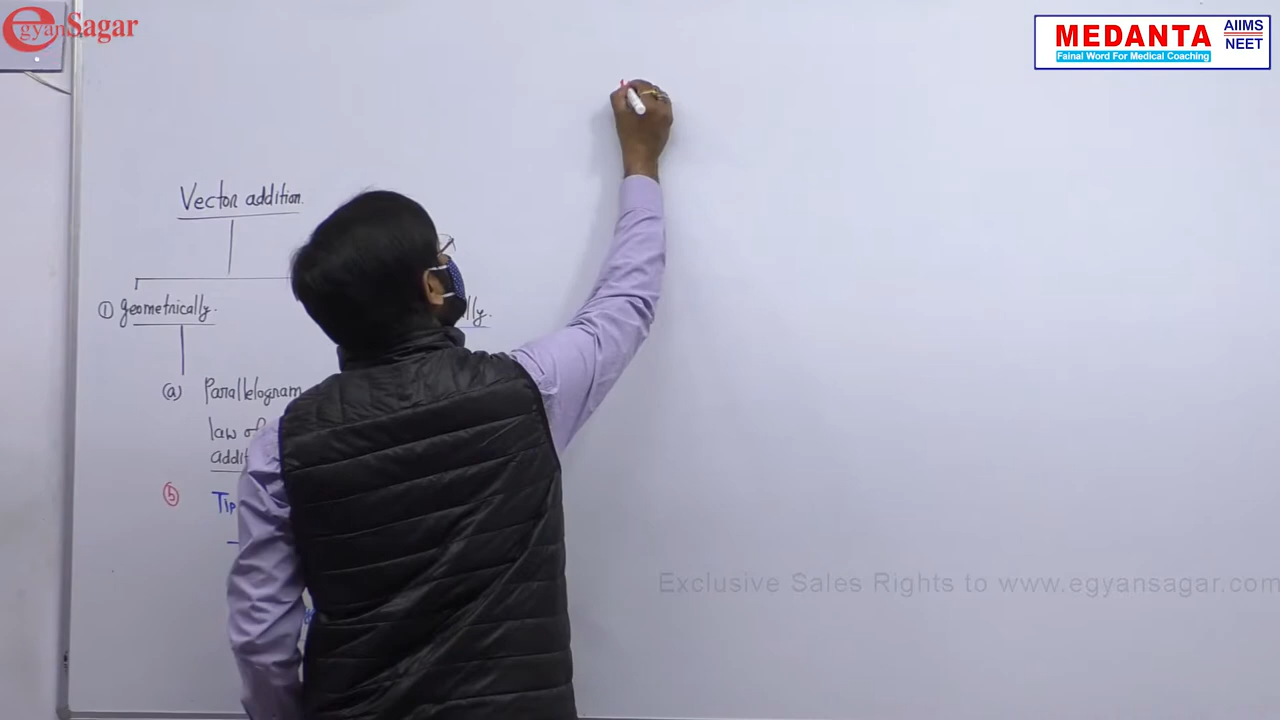 egyanSagar
MEDANTA
AIIMS
NEET
Fainal Word For Medical Coaching
Vector addition.
① geometrically.
(a) Parallelogram
law of
ⓑ Tip
Exclusive Sales Rights to www.egyansagar.com